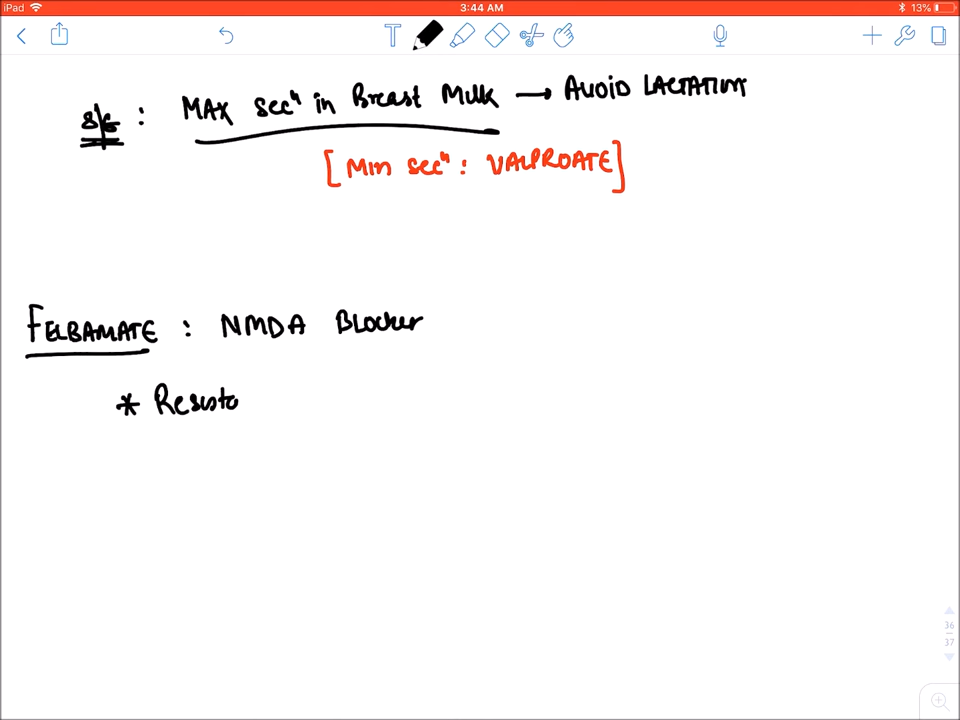 iPad 3:44 AM 13%
T
S/E : MAX Secⁿ in Breast Milk → AVOID LACTATION
[Min secⁿ : VALPROATE]
FELBAMATE : NMDA Blocker
* Resista
36
37